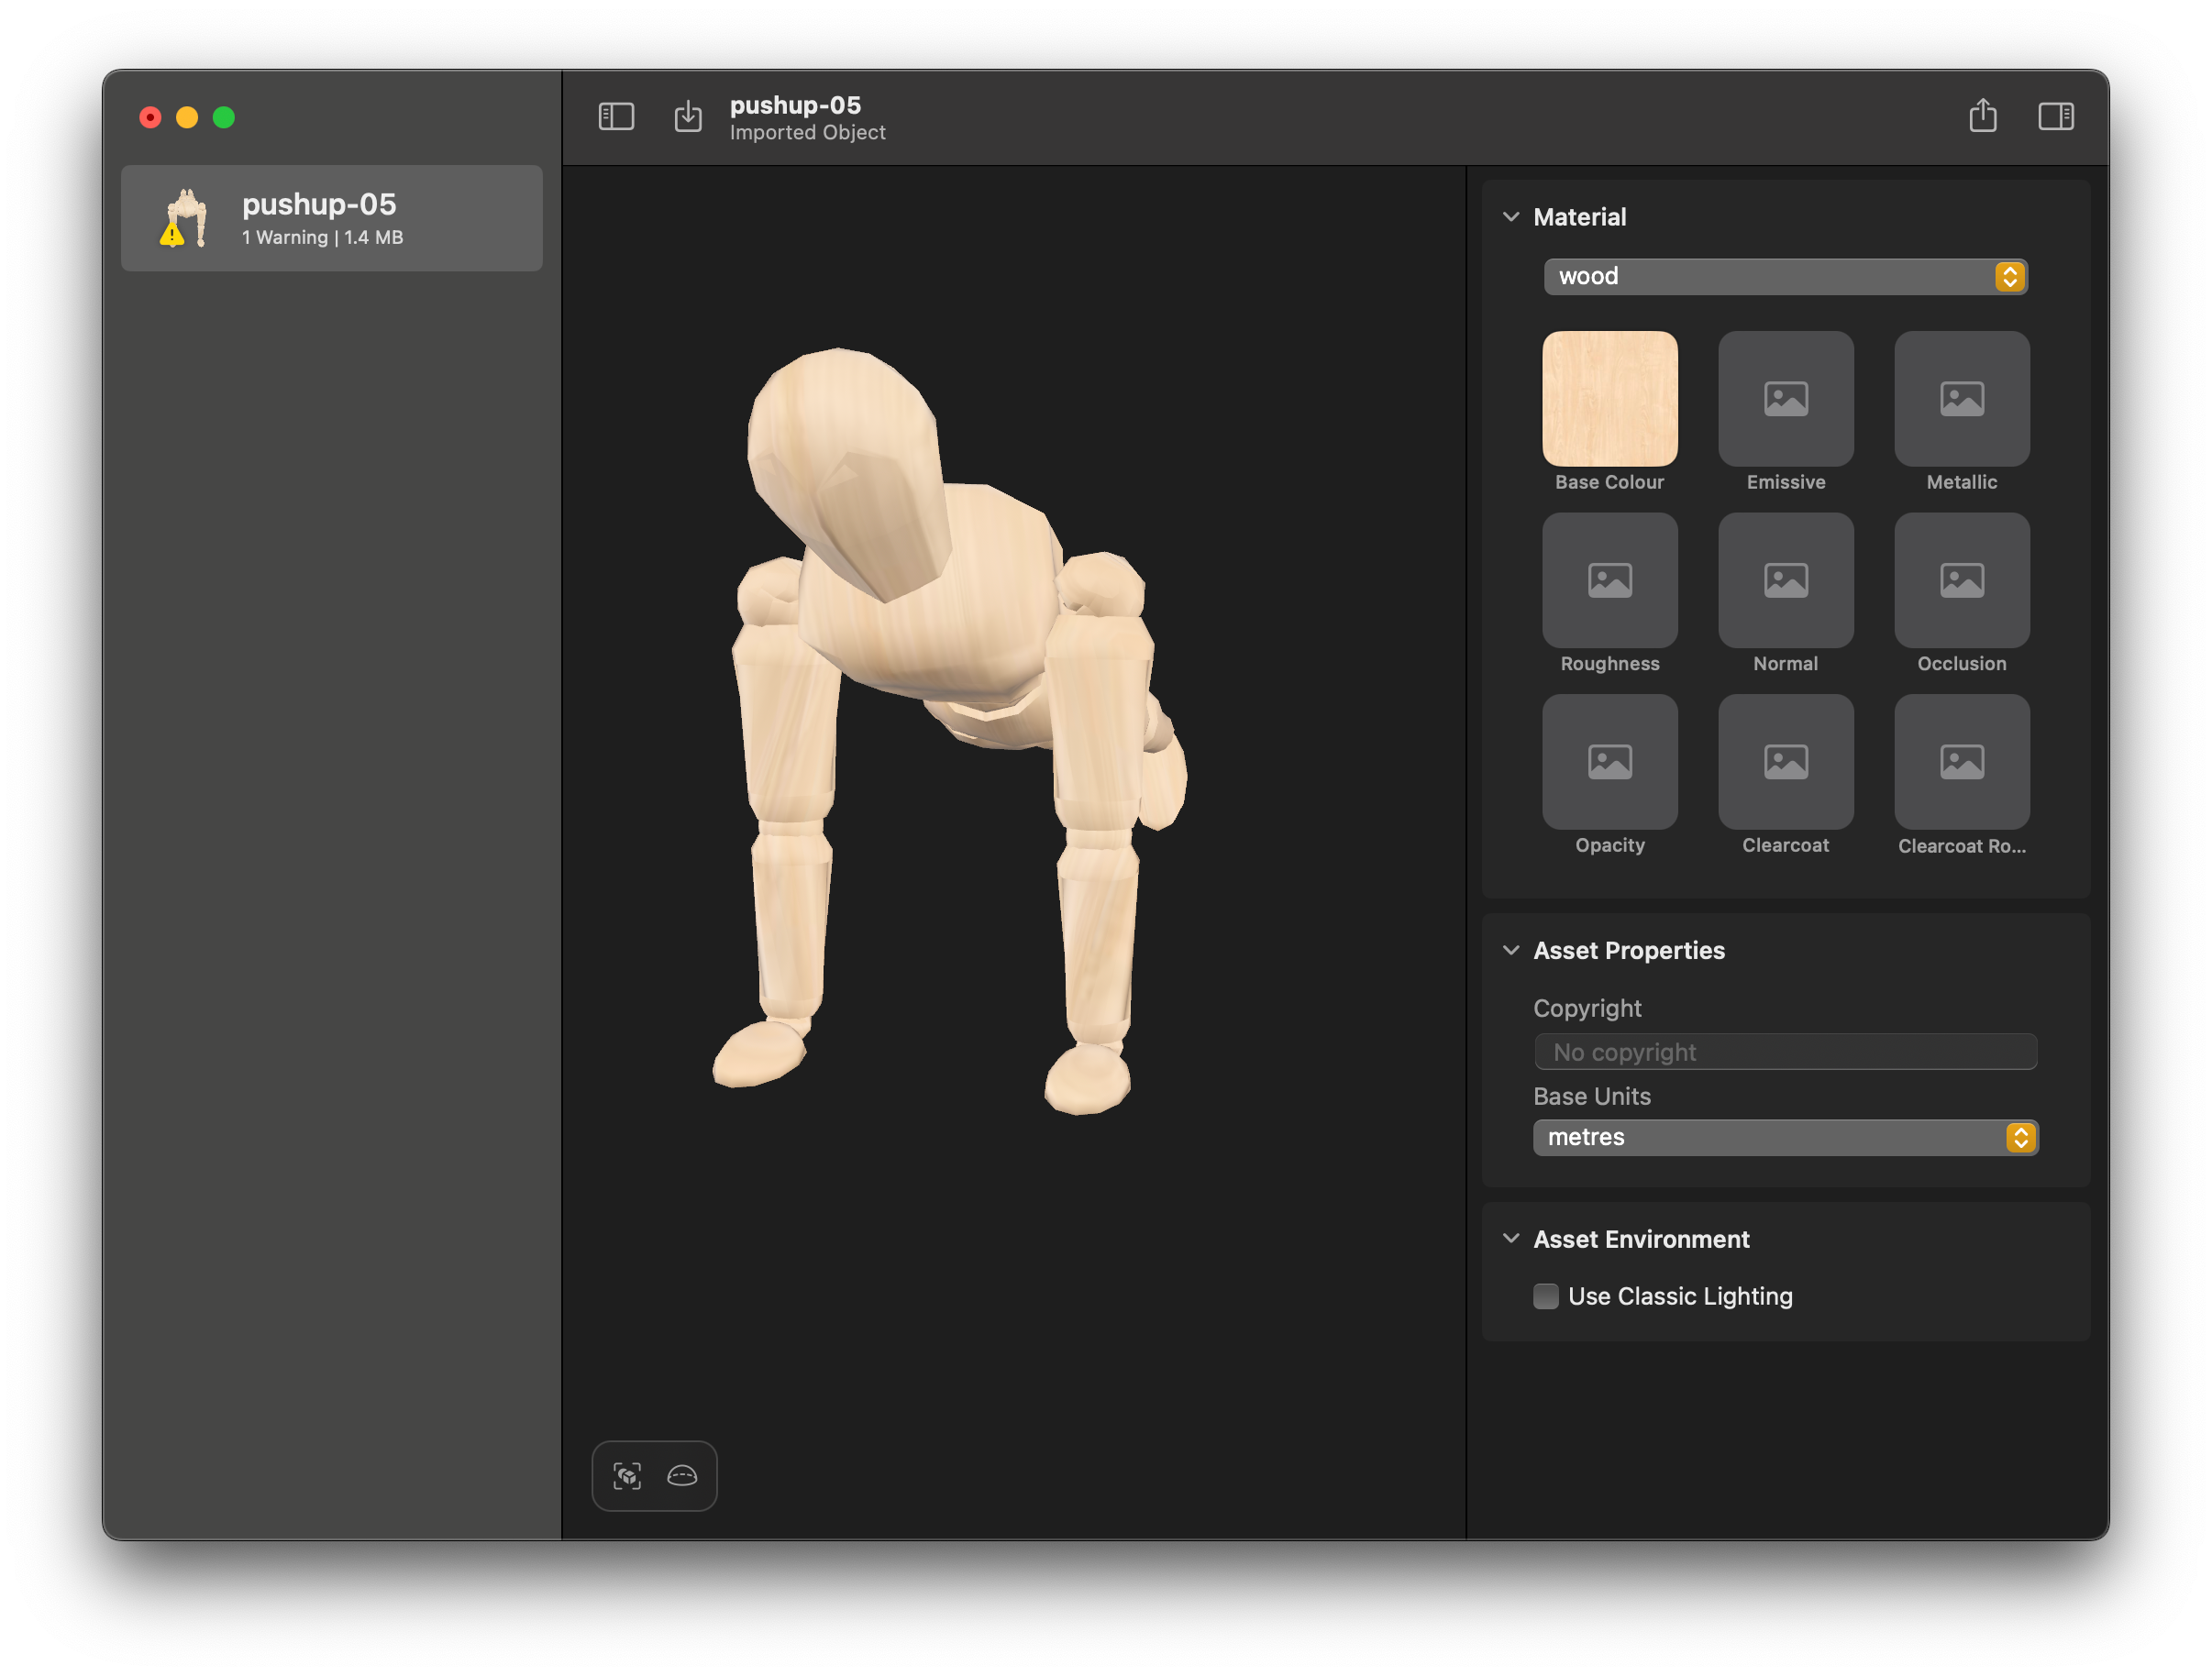 pushup-05
Imported Object
pushup-05
1 Warning | 1.4 MB
Material
wood
Base Colour
Emissive
Metallic
Roughness
Normal
Occlusion
Opacity
Clearcoat
Clearcoat Ro...
Asset Properties
Copyright
No copyright
Base Units
metres
Asset Environment
Use Classic Lighting